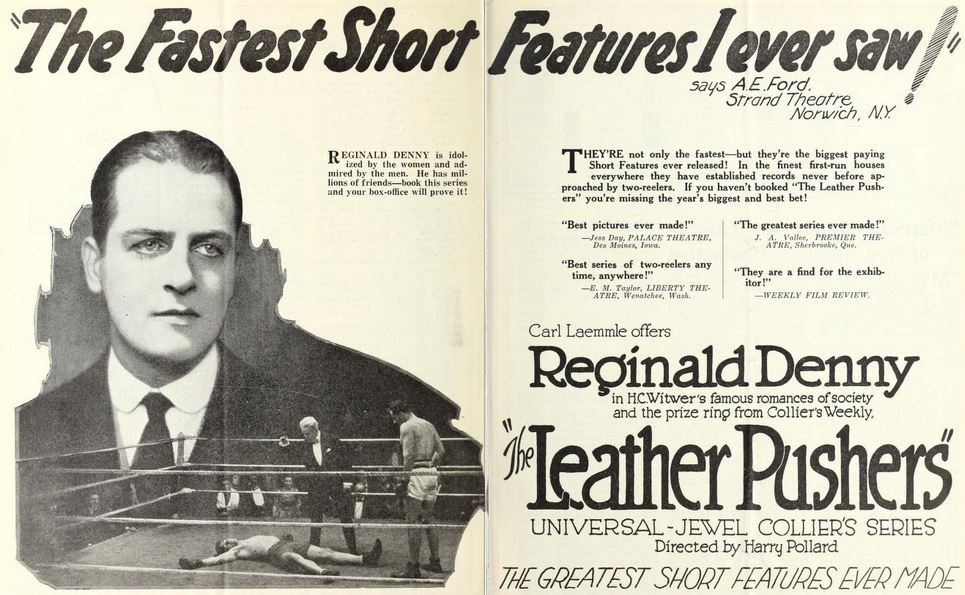 "The Fastest Short Features I ever saw!"
says A.E. Ford,
Strand Theatre
Norwich, N.Y.
REGINALD DENNY is idol-
ized by the women and ad-
mired by the men. He has mil-
lions of friends—book this series
and your box-office will prove it!
THEY'RE not only the fastest—but they're the biggest paying
Short Features ever released! In the finest first-run houses
everywhere they have established records never before ap-
proached by two-reelers. If you haven't booked "The Leather Push-
ers" you're missing the year's biggest and best bet!
"Best pictures ever made!"
—Jess Day, PALACE THEATRE,
Des Moines, Iowa.
"Best series of two-reelers any
time, anywhere!"
—E. M. Taylor, LIBERTY THE-
ATRE, Wenatchee, Wash.
"The greatest series ever made!"
J. A. Vallee, PREMIER THE-
ATRE, Sherbrooke, Que.
"They are a find for the exhib-
itor!"
—WEEKLY FILM REVIEW.
Carl Laemmle offers
Reginald Denny
in H.C. Witwer's famous romances of society
and the prize ring from Collier's Weekly,
"The Leather Pushers"
UNIVERSAL-JEWEL COLLIER'S SERIES
Directed by Harry Pollard
THE GREATEST SHORT FEATURES EVER MADE